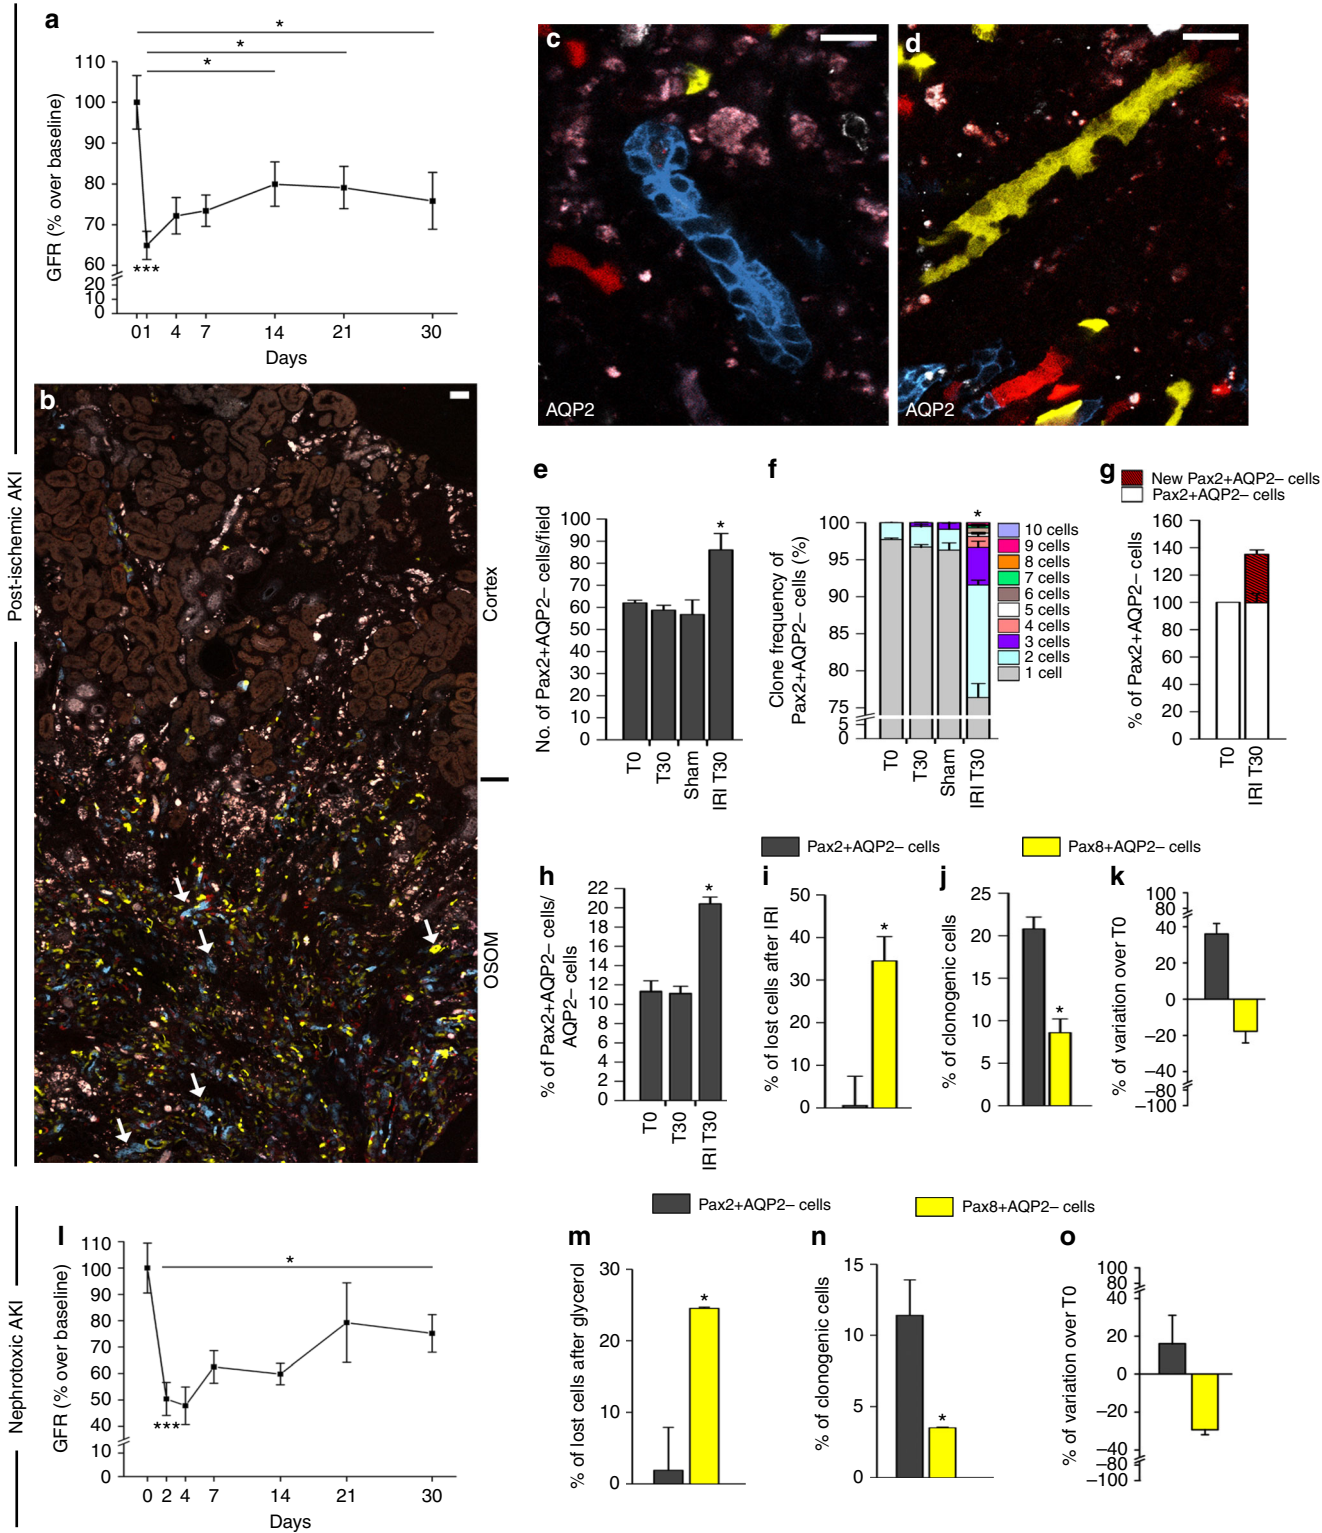 Post-ischemic AKI
a
*
*
*
GFR (% over baseline)
110
100
90
80
70
60
20
10
0
***
0 1 4 7 14 21 30
Days
b
Cortex
OSOM
c
AQP2
d
AQP2
e
No. of Pax2+AQP2– cells/field
100
90
80
70
60
50
40
30
20
10
0
*
T0 T30 Sham IRI T30
f
Clone frequency of
Pax2+AQP2– cells (%)
100
95
90
85
80
75
5
0
*
T0 T30 Sham IRI T30
10 cells
9 cells
8 cells
7 cells
6 cells
5 cells
4 cells
3 cells
2 cells
1 cell
g
New Pax2+AQP2– cells
Pax2+AQP2– cells
% of Pax2+AQP2– cells
160
140
120
100
80
60
40
20
0
T0 IRI T30
Pax2+AQP2– cells
Pax8+AQP2– cells
h
% of Pax2+AQP2– cells/
AQP2– cells
22
20
18
16
14
12
10
8
6
4
2
0
*
T0 T30 IRI T30
i
% of lost cells after IRI
50
40
30
20
10
0
*
j
% of clonogenic cells
25
20
15
10
5
0
*
k
% of variation over T0
100
80
40
20
0
–20
–40
–80
–100
Nephrotoxic AKI
l
GFR (% over baseline)
110
100
90
80
70
60
50
40
10
0
*
***
0 2 4 7 14 21 30
Days
Pax2+AQP2– cells
Pax8+AQP2– cells
m
% of lost cells after glycerol
30
20
10
0
*
n
% of clonogenic cells
15
10
5
0
*
o
% of variation over T0
100
80
40
20
0
–20
–40
–80
–100